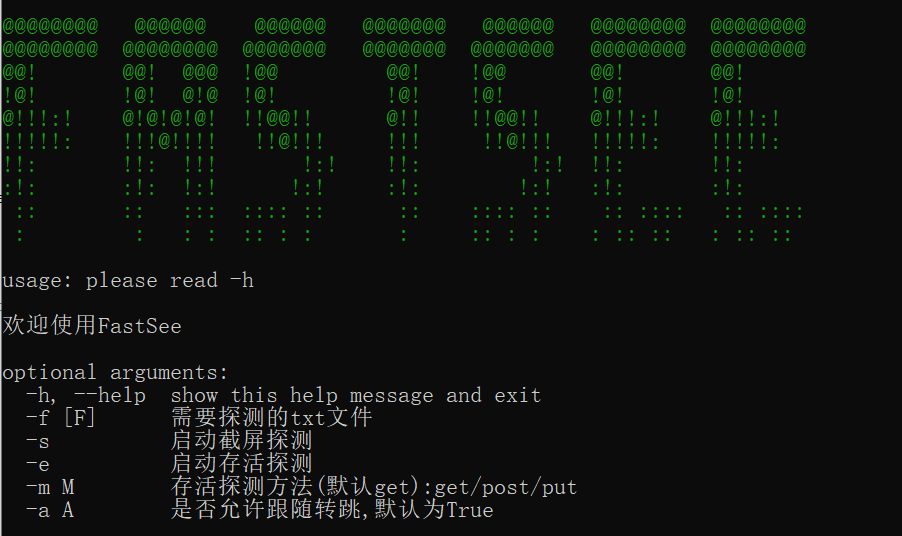 FASTSEE
usage: please read -h
欢迎使用FastSee
optional arguments:
-h, --help show this help message and exit
-f [F] 需要探测的txt文件
-s 启动截屏探测
-e 启动存活探测
-m M 存活探测方法(默认get):get/post/put
-a A 是否允许跟随转跳,默认为True